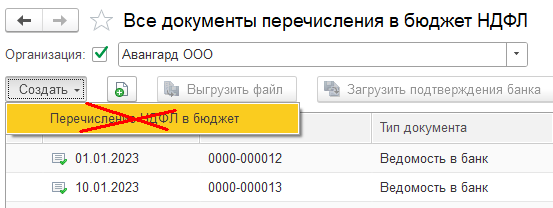 Все документы перечисления в бюджет НДФЛ
Организация: Авангард ООО
Создать Выгрузить файл Загрузить подтверждения банка
Перечисление НДФЛ в бюджет
Тип документа
01.01.2023 0000-000012 Ведомость в банк
10.01.2023 0000-000013 Ведомость в банк